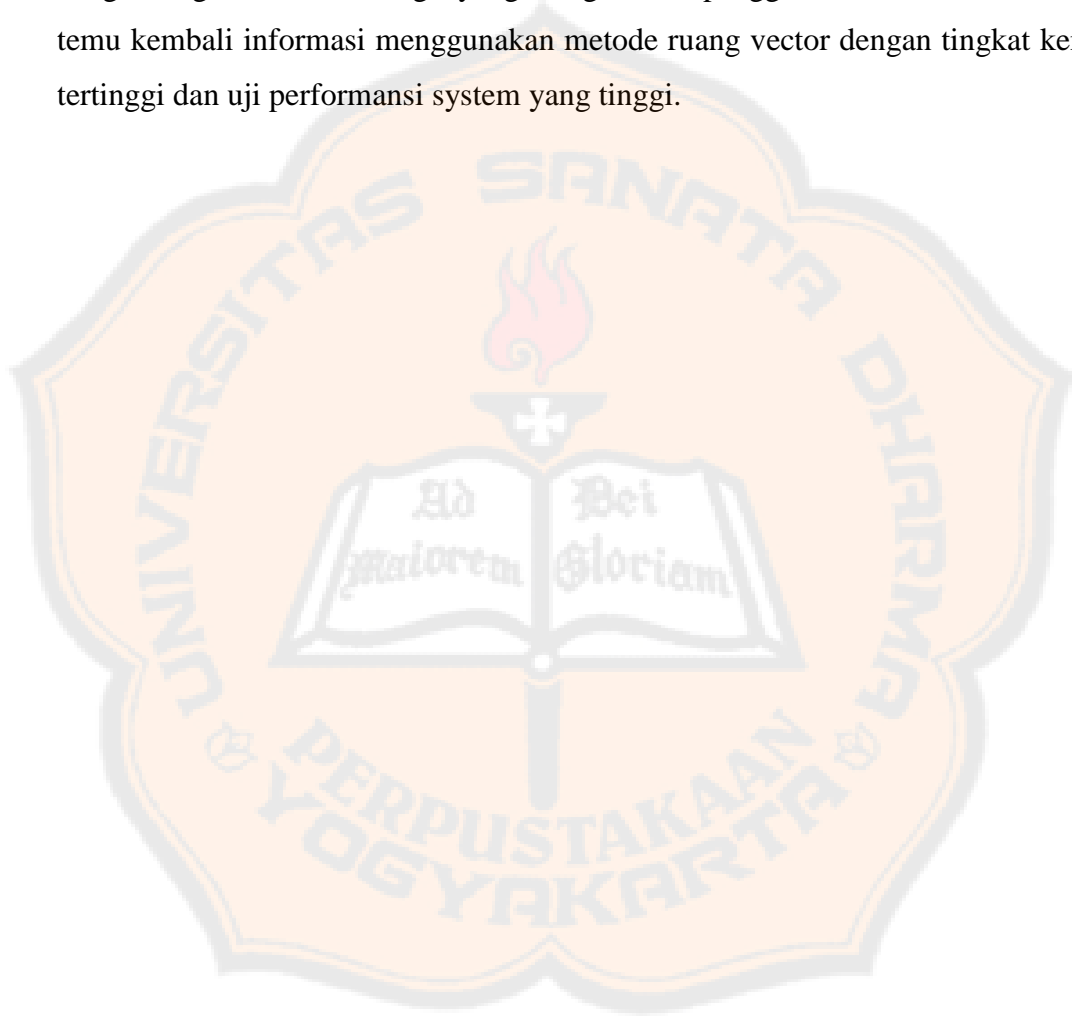 temu kembali informasi menggunakan metode ruang vector dengan tingkat
tertinggi dan uji performansi system yang tinggi.
UNIVERSITAS SANATA DHARMA
Ad Dei
Maiorem Gloriam
PERPUSTAKAAN
YOGYAKARTA